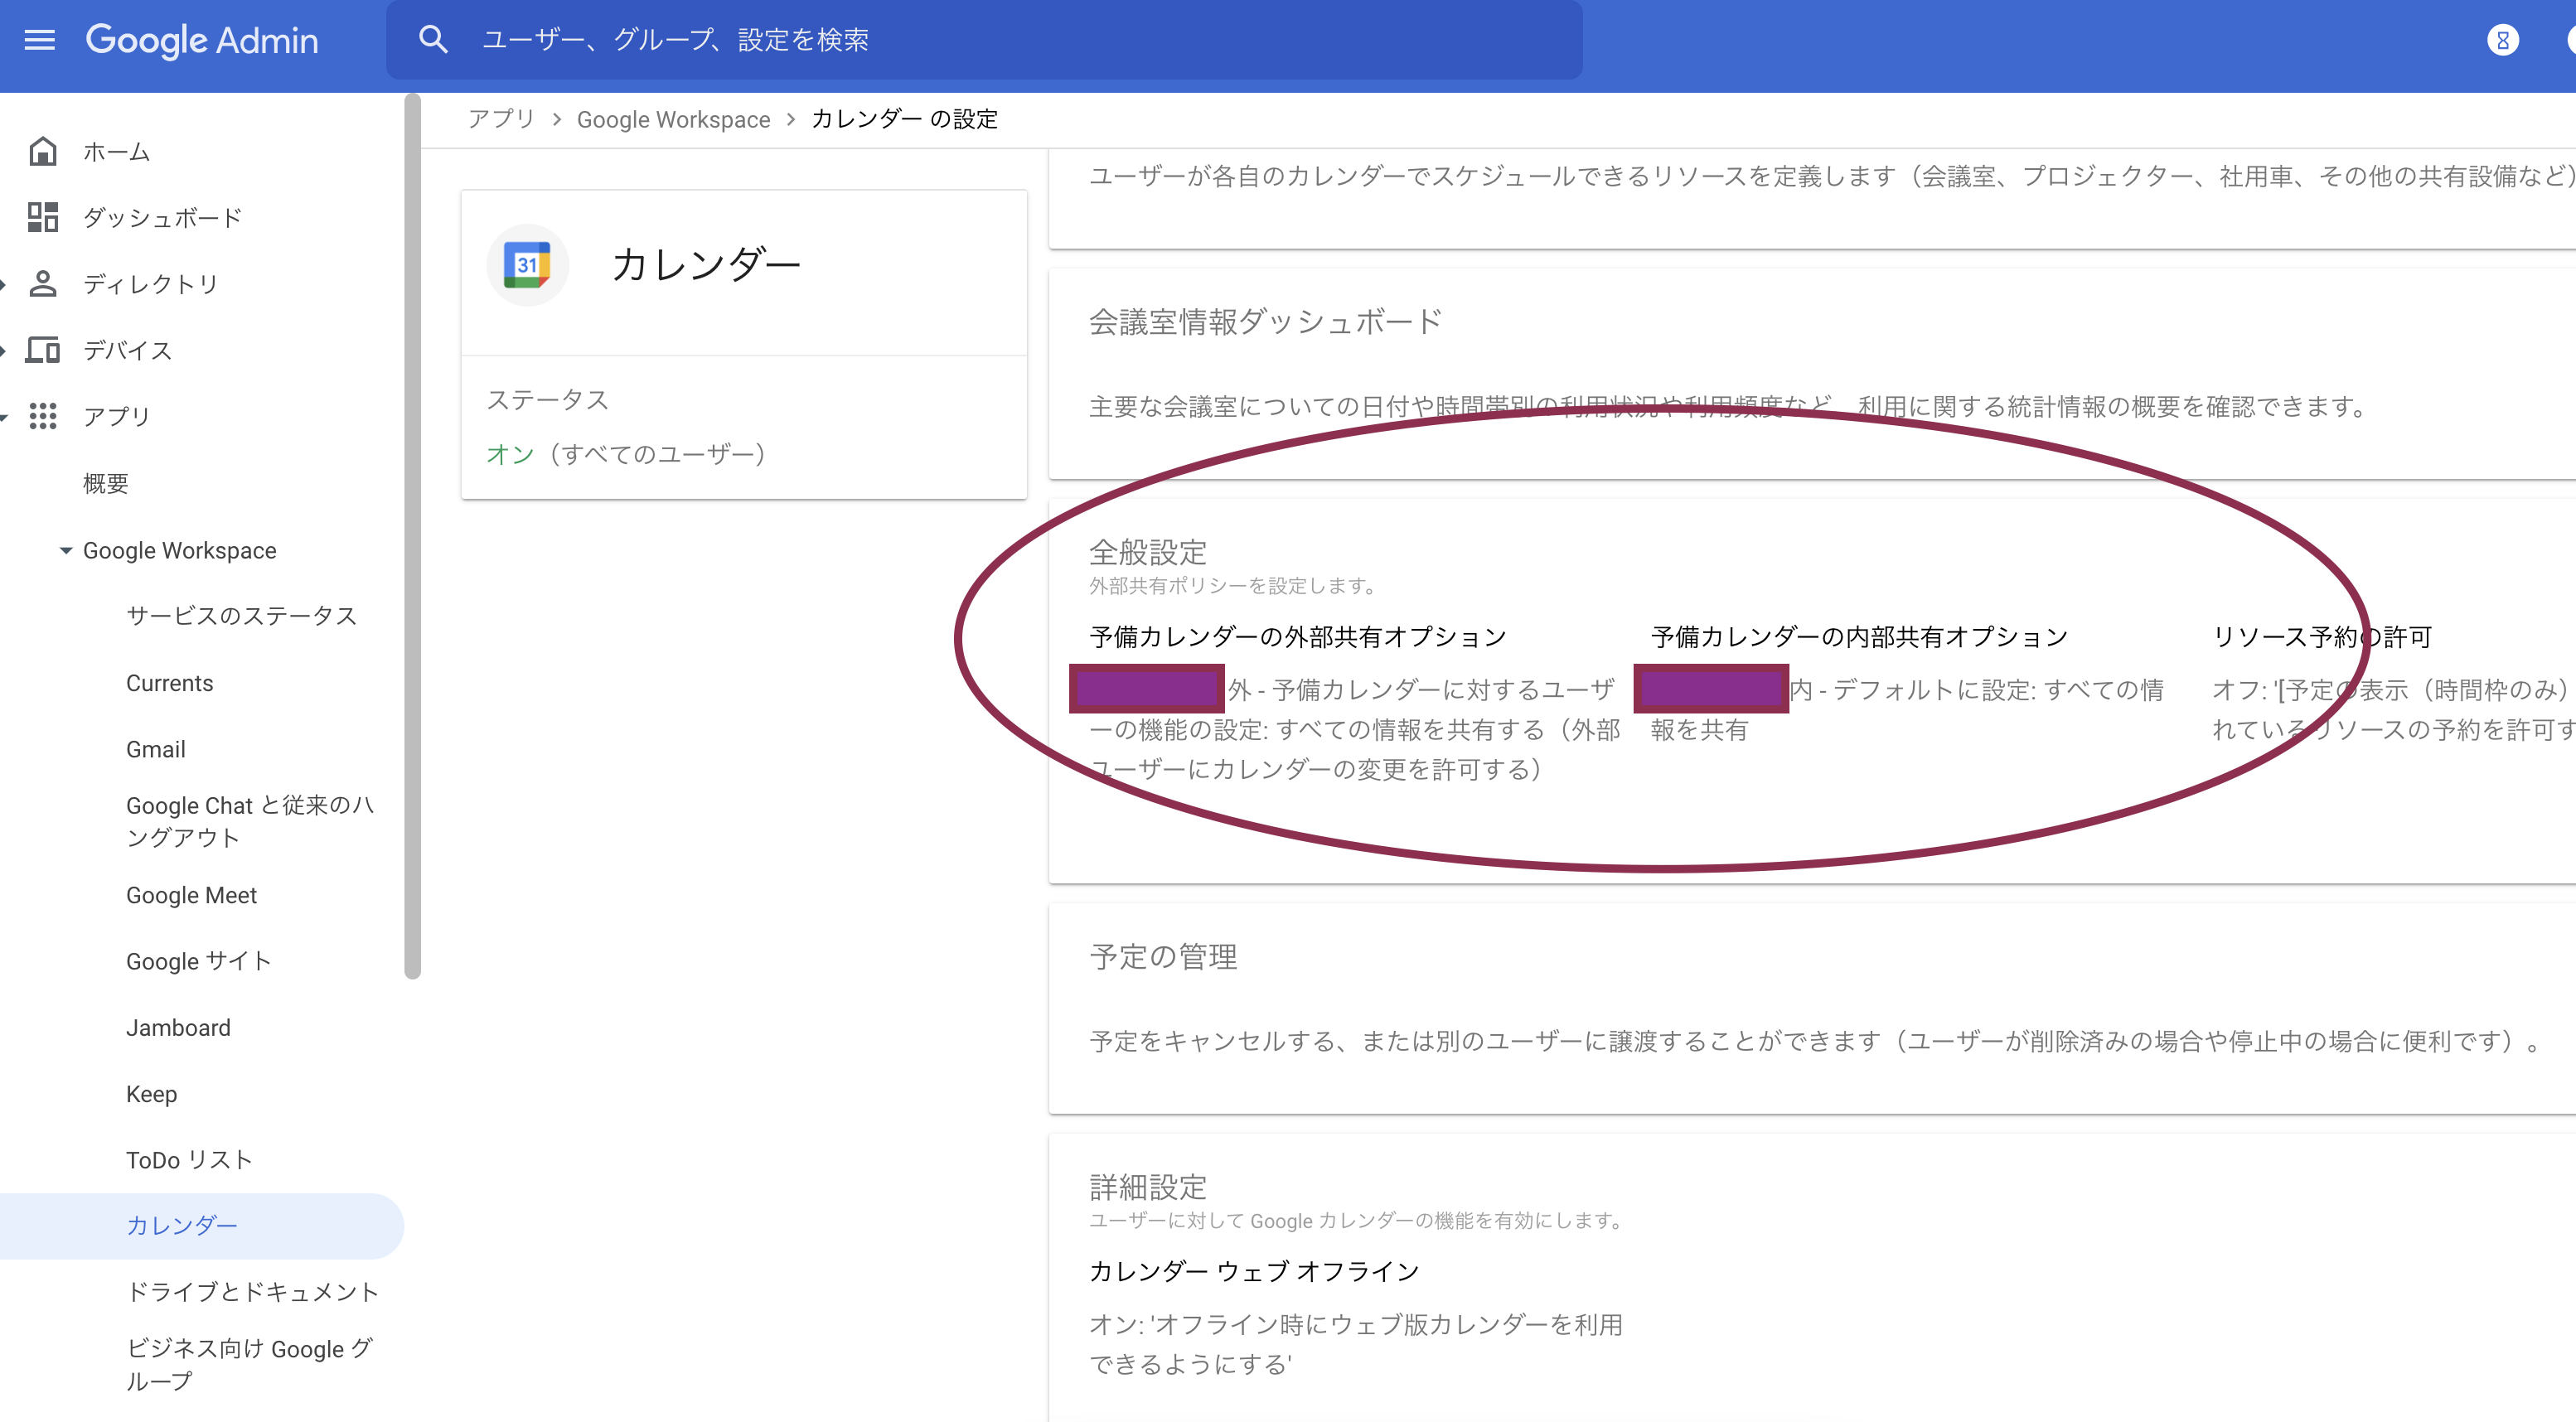 Google Admin
ユーザー、グループ、設定を検索
ホーム
ダッシュボード
ディレクトリ
デバイス
アプリ
概要
Google Workspace
サービスのステータス
Currents
Gmail
Google Chat と従来のハ
ングアウト
Google Meet
Google サイト
Jamboard
Keep
ToDo リスト
カレンダー
ドライブとドキュメント
ビジネス向け Google グ
ループ
アプリ > Google Workspace > カレンダー の設定
31
カレンダー
ステータス
オン（すべてのユーザー）
ユーザーが各自のカレンダーでスケジュールできるリソースを定義します（会議室、プロジェクター、社用車、その他の共有設備など）
会議室情報ダッシュボード
主要な会議室についての日付や時間帯別の利用状況や利用頻度など、利用に関する統計情報の概要を確認できます。
全般設定
外部共有ポリシーを設定します。
予備カレンダーの外部共有オプション
外 - 予備カレンダーに対するユーザ
ーの機能の設定: すべての情報を共有する（外部
ユーザーにカレンダーの変更を許可する）
予備カレンダーの内部共有オプション
内 - デフォルトに設定: すべての情
報を共有
リソース予約の許可
オフ: '[予定の表示（時間枠のみ）
れているリソースの予約を許可す
予定の管理
予定をキャンセルする、または別のユーザーに譲渡することができます（ユーザーが削除済みの場合や停止中の場合に便利です）。
詳細設定
ユーザーに対して Google カレンダーの機能を有効にします。
カレンダー ウェブ オフライン
オン: 'オフライン時にウェブ版カレンダーを利用
できるようにする'